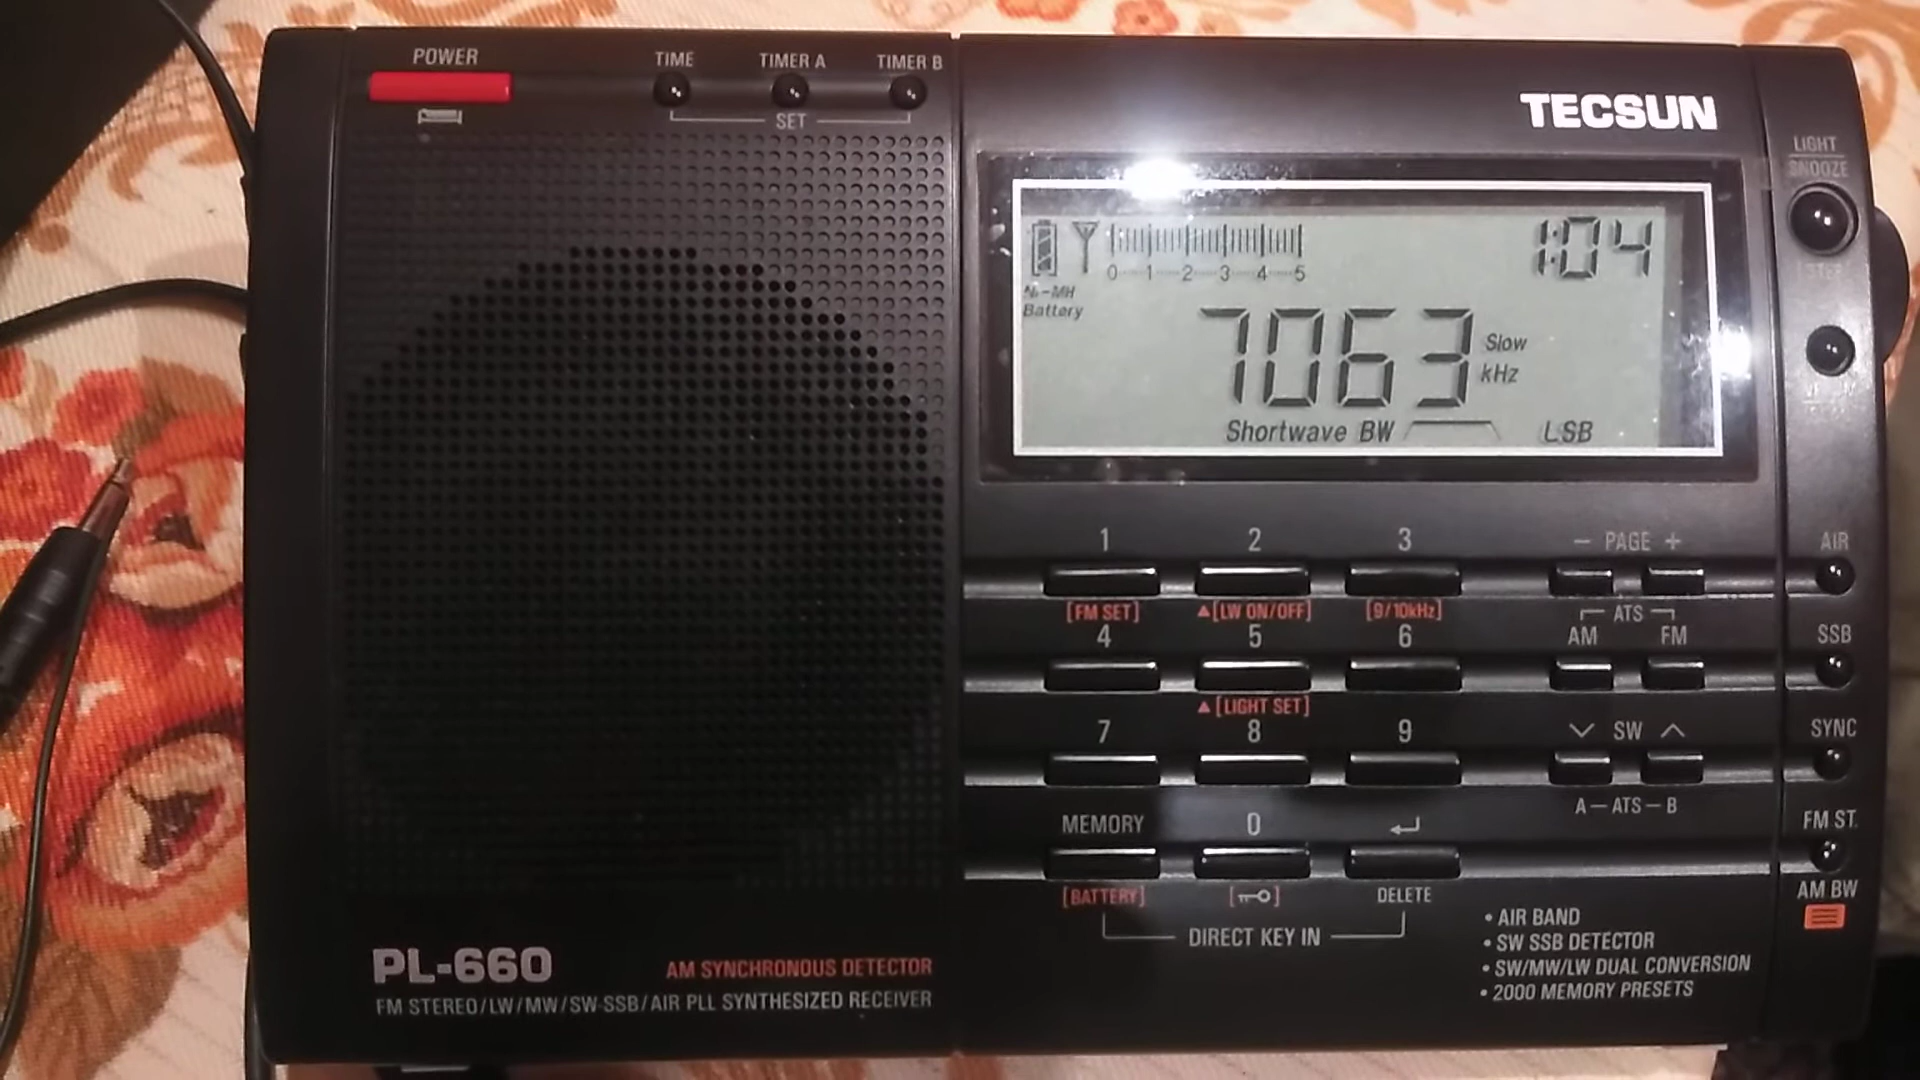 POWER
TIME TIMER A TIMER B
SET
TECSUN
LIGHT
SNOOZE
1:04
0 1 2 3 4 5
Ni-MH
Battery
7063 Slow
kHz
Shortwave BW LSB
1 2 3 – PAGE + AIR
[FM SET] [LW ON/OFF] [9/10kHz] ATS
4 5 6 AM FM SSB
[LIGHT SET]
7 8 9 SW SYNC
A — ATS — B
MEMORY 0 FM ST.
[BATTERY] DELETE AM BW
DIRECT KEY IN
• AIR BAND
• SW SSB DETECTOR
• SW/MW/LW DUAL CONVERSION
• 2000 MEMORY PRESETS
PL-660 AM SYNCHRONOUS DETECTOR
FM STEREO/LW/MW/SW-SSB/AIR PLL SYNTHESIZED RECEIVER